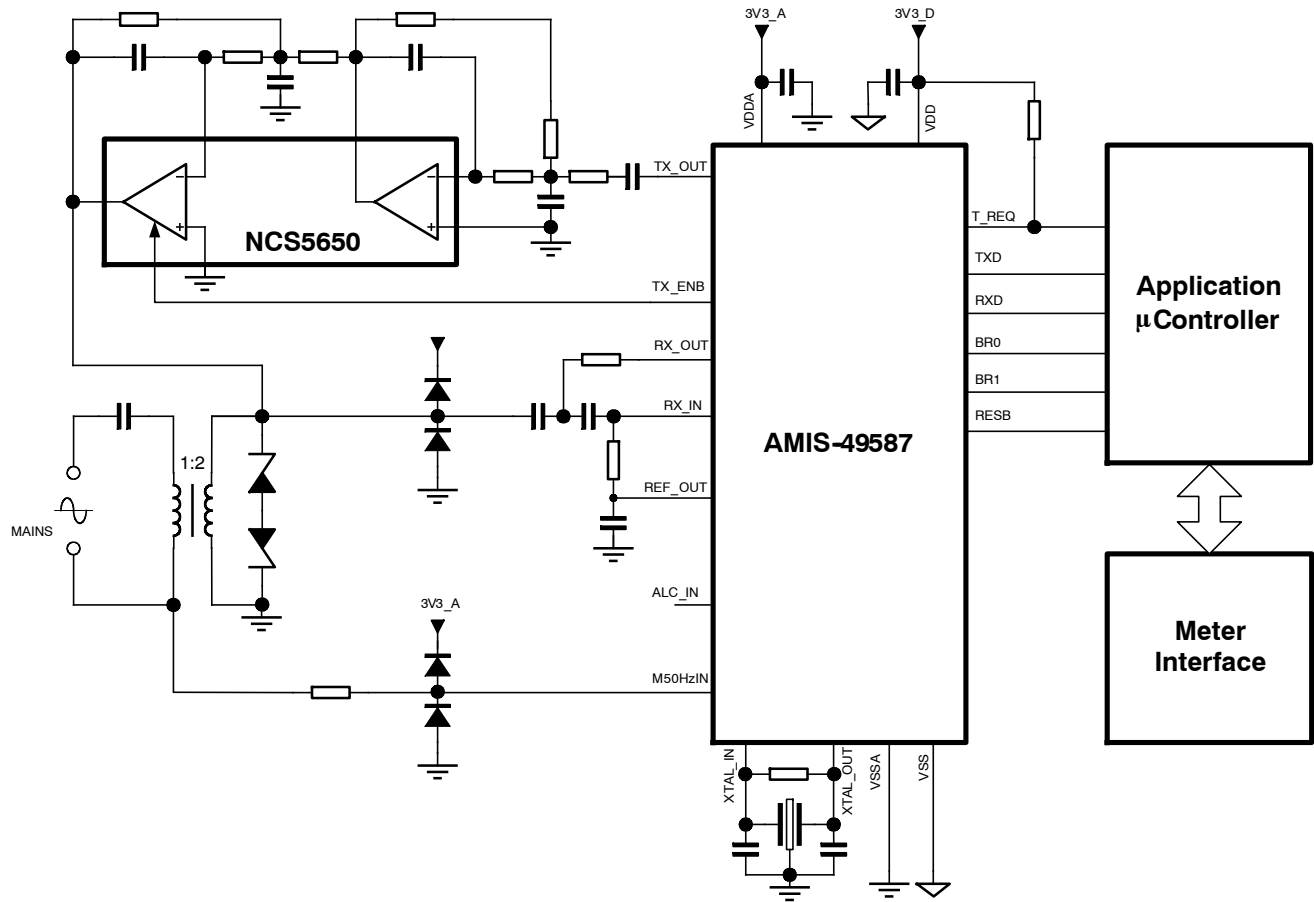 3V3_A
3V3_D
VDDA
VDD
TX_OUT
T_REQ
NCS5650
TXD
TX_ENB
RXD
Application
µController
RX_OUT
BR0
BR1
RX_IN
RESB
AMIS-49587
1:2
REF_OUT
MAINS
ALC_IN
3V3_A
Meter
Interface
M50HzIN
XTAL_IN
XTAL_OUT
VSSA
VSS